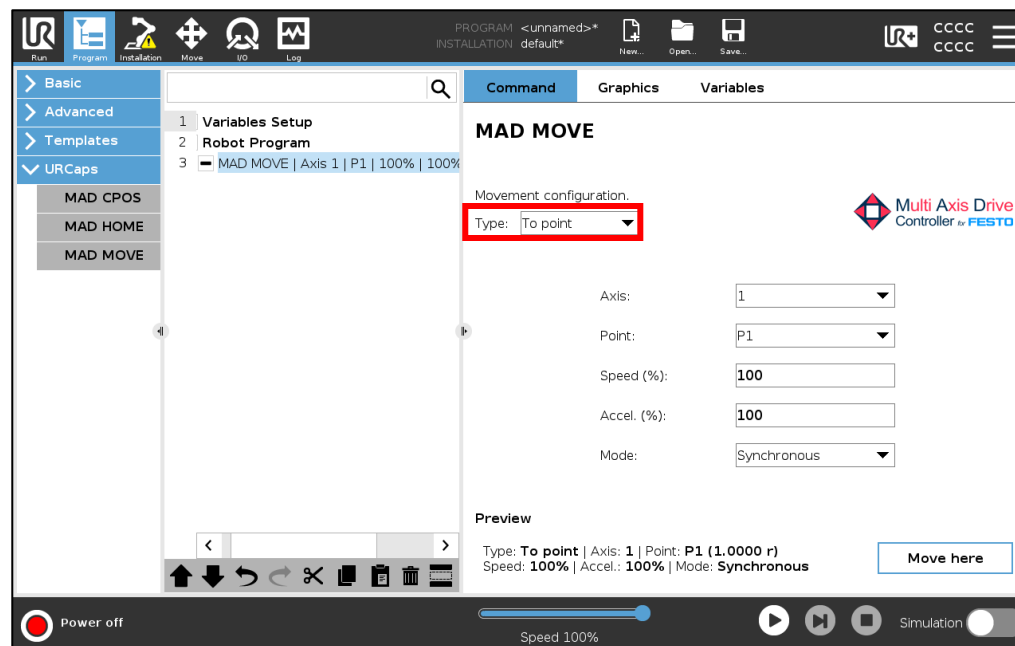 PROGRAM <unnamed>*
INSTALLATION default*
Run Program Installation Move I/O Log New... Open... Save...
UR+ CCCC
CCCC
Basic
Advanced
Templates
URCaps
MAD CPOS
MAD HOME
MAD MOVE
1 Variables Setup
2 Robot Program
3 MAD MOVE | Axis 1 | P1 | 100% | 100%
Command Graphics Variables
MAD MOVE
Movement configuration.
Type: To point
Multi Axis Drive
Controller for FESTO
Axis: 1
Point: P1
Speed (%): 100
Accel. (%): 100
Mode: Synchronous
Preview
Type: To point | Axis: 1 | Point: P1 (1.0000 r)
Speed: 100% | Accel.: 100% | Mode: Synchronous
Move here
Power off
Speed 100%
Simulation